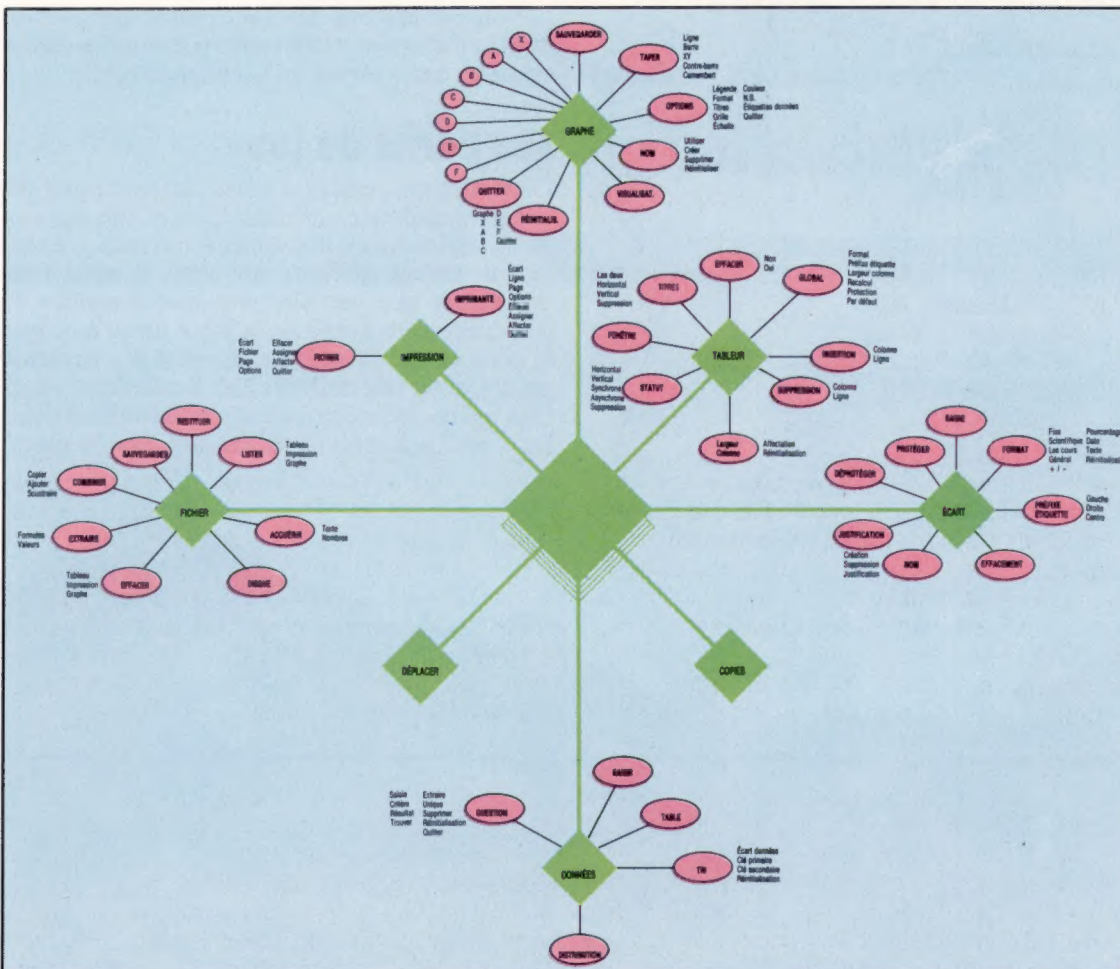 SAUVEGARDER
X
A
B
C
D
E
F
TAPER
Ligne
Barre
XY
Contre-barre
Camembert
OPTIONS
Légende Couleur
Format N.B.
Titres Étiquettes données
Grille Quitter
Échelle
GRAPHE
NOM
Utiliser
Créer
Supprimer
Réinitialiser
VISUALISAT.
RÉINITIALIS.
QUITTER
Graphe D
X E
A F
B Quitter
C
IMPRIMANTE
Écart
Ligne
Page
Options
Effacer
Assigner
Affecter
Quitter
FICHIER
Écart Effacer
Fichier Assigner
Page Affecter
Options Quitter
IMPRESSION
EFFACER
Non
Oui
TITRES
Les deux
Horizontal
Vertical
Suppression
GLOBAL
Format
Préfixe étiquette
Largeur colonne
Recalcul
Protection
Par défaut
FENÊTRE
TABLEUR
INSERTION
Colonne
Ligne
STATUT
Horizontal
Vertical
Synchrone
Asynchrone
Suppression
SUPPRESSION
Colonne
Ligne
Largeur
Colonne
Affectation
Réinitialisation
RESTITUER
SAUVEGARDER
LISTER
Tableau
Impression
Graphe
COMBINER
Copier
Ajouter
Soustraire
FICHIER
EXTRAIRE
Formules
Valeurs
ACQUÉRIR
Texte
Nombres
EFFACER
Tableau
Impression
Graphe
PROTÉGER
FORMAT
Fixe Pourcentage
Scientifique Date
Les cours Texte
Général Réinitialisat
+ / -
DÉPROTÉGER
ÉCART
PRÉFIXE
ÉTIQUETTE
Gauche
Droite
Centre
JUSTIFICATION
Création
Suppression
Justification
NOM
EFFACEMENT
DÉPLACER
COPIES
QUESTION
Saisie Extraire
Critère Unique
Résultat Supprimer
Trouver Réinitialisation
Quitter
TABLE
DONNÉES
TRI
Écart données
Clé primaire
Clé secondaire
Réinitialisation
DISTRIBUTION